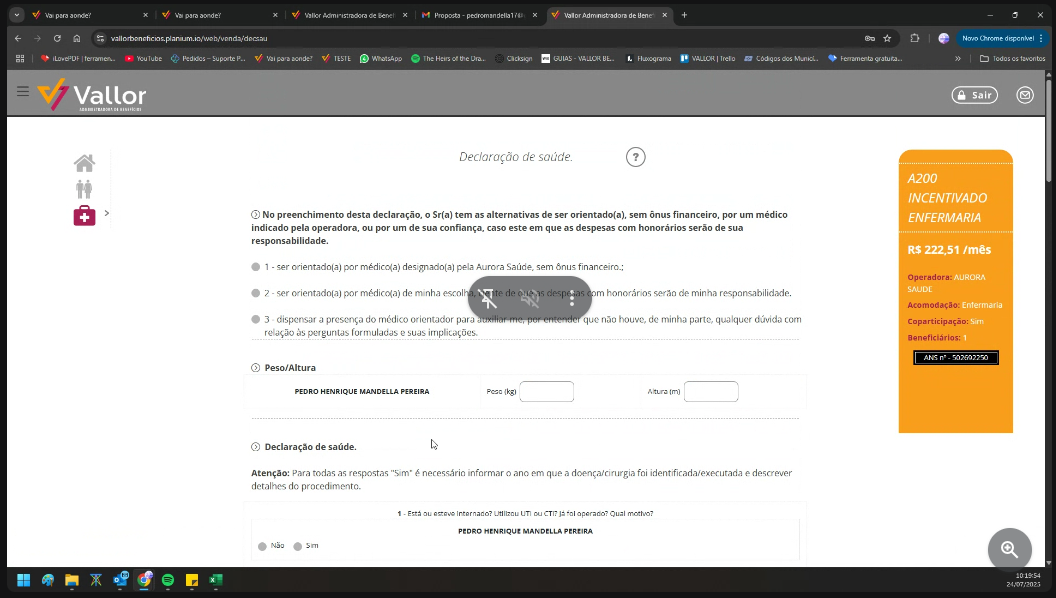 Vai para aonde?
Vai para aonde?
Vallor Administradora de Benef
Proposta - pedromandella17@
Vallor Administradora de Benef
vallorbeneficios.planium.io/web/venda/decsau
Novo Chrome disponível
iLovePDF | ferramen...
YouTube
Pedidos – Suporte P...
Vai para aonde?
TESTE
WhatsApp
The Heirs of the Dra...
Clicksign
GUIAS - VALLOR BE...
Fluxograma
VALLOR | Trello
Códigos dos Munici...
Ferramenta gratuita...
Todos os favoritos
Vallor
ADMINISTRADORA DE BENEFÍCIOS
Sair
Declaração de saúde.
?
No preenchimento desta declaração, o Sr(a) tem as alternativas de ser orientado(a), sem ônus financeiro, por um médico
indicado pela operadora, ou por um de sua confiança, caso este em que as despesas com honorários serão de sua
responsabilidade.
1 - ser orientado(a) por médico(a) designado(a) pela Aurora Saúde, sem ônus financeiro.;
2 - ser orientado(a) por médico(a) de minha escolha, de que as despesas com honorários serão de minha responsabilidade.
3 - dispensar a presença do médico orientador para auxiliar-me, por entender que não houve, de minha parte, qualquer dúvida com
relação às perguntas formuladas e suas implicações.
Peso/Altura
PEDRO HENRIQUE MANDELLA PEREIRA
Peso (kg)
Altura (m)
Declaração de saúde.
Atenção: Para todas as respostas "Sim" é necessário informar o ano em que a doença/cirurgia foi identificada/executada e descrever
detalhes do procedimento.
1 - Está ou esteve internado? Utilizou UTI ou CTI? Já foi operado? Qual motivo?
PEDRO HENRIQUE MANDELLA PEREIRA
Não
Sim
A200
INCENTIVADO
ENFERMARIA
R$ 222,51 /mês
Operadora: AURORA
SAUDE
Acomodação: Enfermaria
Coparticipação: Sim
Beneficiários: 1
ANS nº - 502692250
10:19:54
24/07/2025